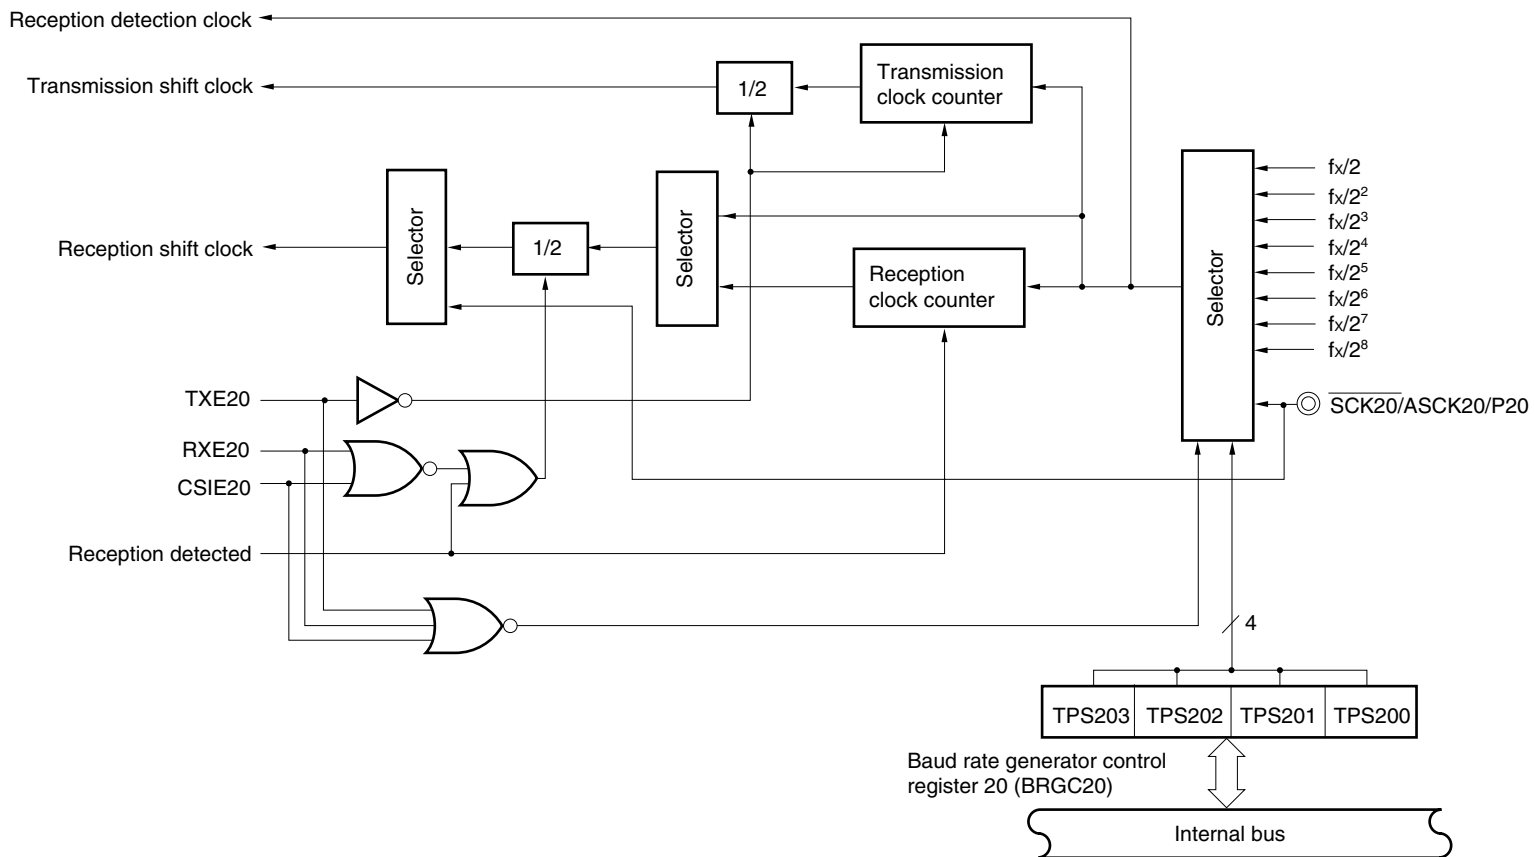 Reception detection clock
Transmission shift clock
1/2
Transmission
clock counter
Reception shift clock
Selector
1/2
Selector
Reception
clock counter
Selector
fx/2
fx/2²
fx/2³
fx/2⁴
fx/2⁵
fx/2⁶
fx/2⁷
fx/2⁸
SCK20/ASCK20/P20
TXE20
RXE20
CSIE20
Reception detected
4
TPS203 TPS202 TPS201 TPS200
Baud rate generator control
register 20 (BRGC20)
Internal bus